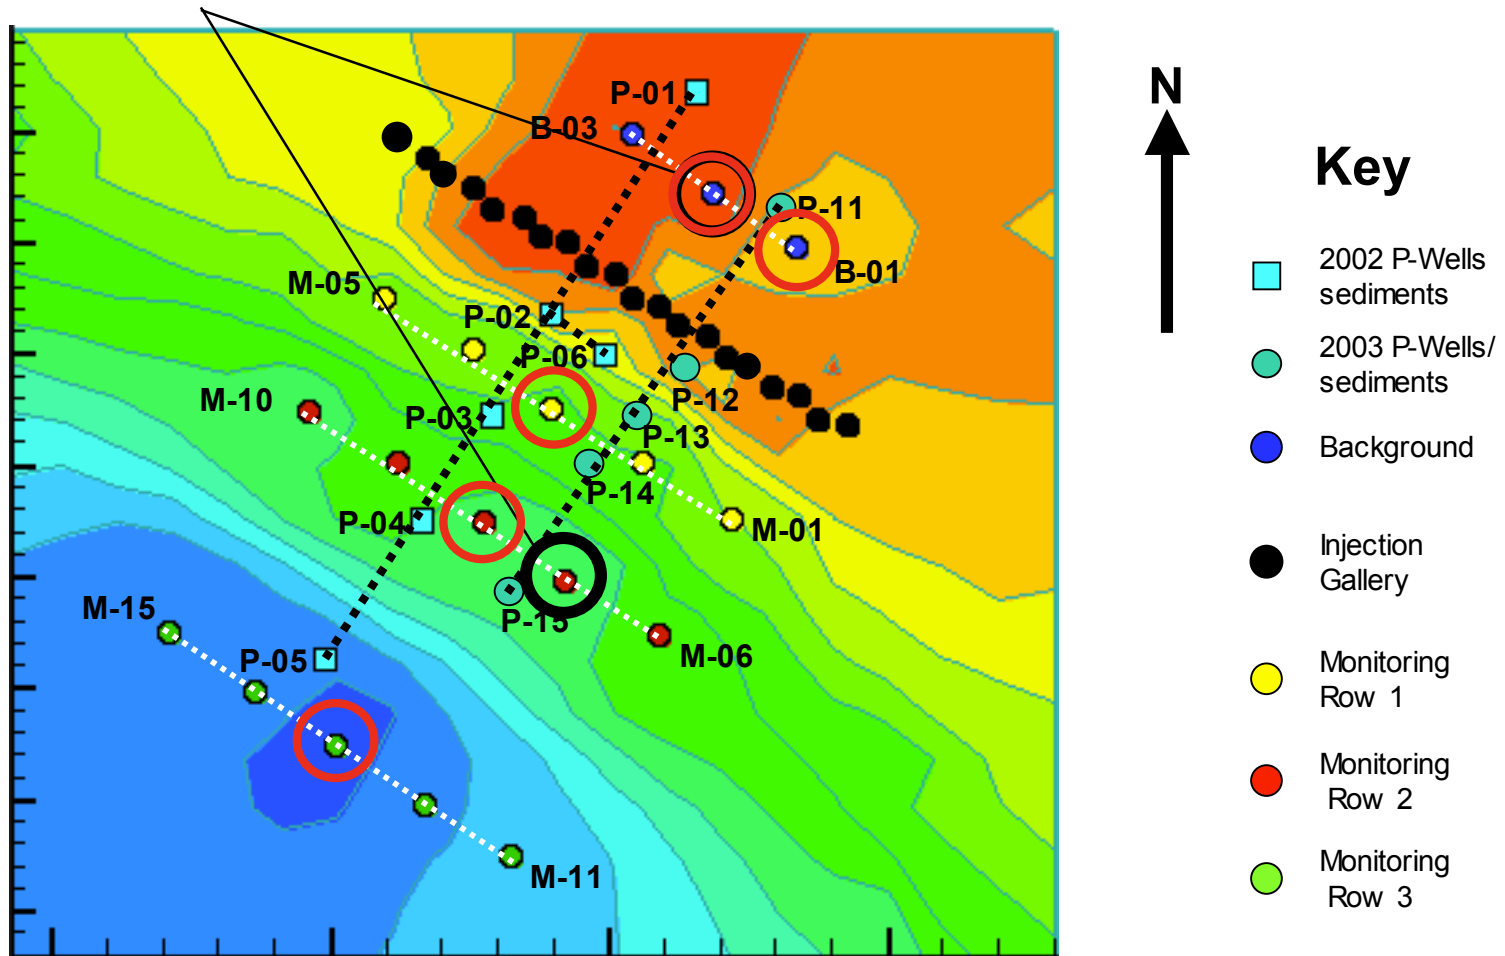 P-01
B-03
P-11
B-01
M-05
P-02
P-06
M-10
P-03
P-12
P-13
P-14
P-04
M-01
P-15
M-15
P-05
M-06
M-11
N
Key
2002 P-Wells
sediments
2003 P-Wells/
sediments
Background
Injection
Gallery
Monitoring
Row 1
Monitoring
Row 2
Monitoring
Row 3